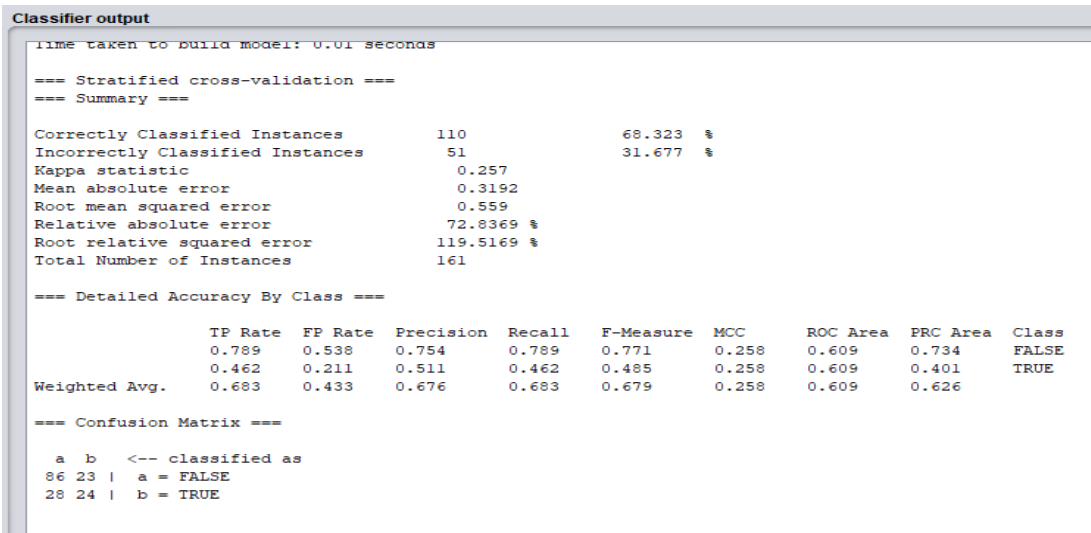 Classifier output
Time taken to build model: 0.01 seconds
=== Stratified cross-validation ===
=== Summary ===
Correctly Classified Instances 110 68.323 %
Incorrectly Classified Instances 51 31.677 %
Kappa statistic 0.257
Mean absolute error 0.3192
Root mean squared error 0.559
Relative absolute error 72.8369 %
Root relative squared error 119.5169 %
Total Number of Instances 161
=== Detailed Accuracy By Class ===
TP Rate FP Rate Precision Recall F-Measure MCC ROC Area PRC Area Class
0.789 0.538 0.754 0.789 0.771 0.258 0.609 0.734 FALSE
0.462 0.211 0.511 0.462 0.485 0.258 0.609 0.401 TRUE
Weighted Avg. 0.683 0.433 0.676 0.683 0.679 0.258 0.609 0.626
=== Confusion Matrix ===
a b <-- classified as
86 23 | a = FALSE
28 24 | b = TRUE